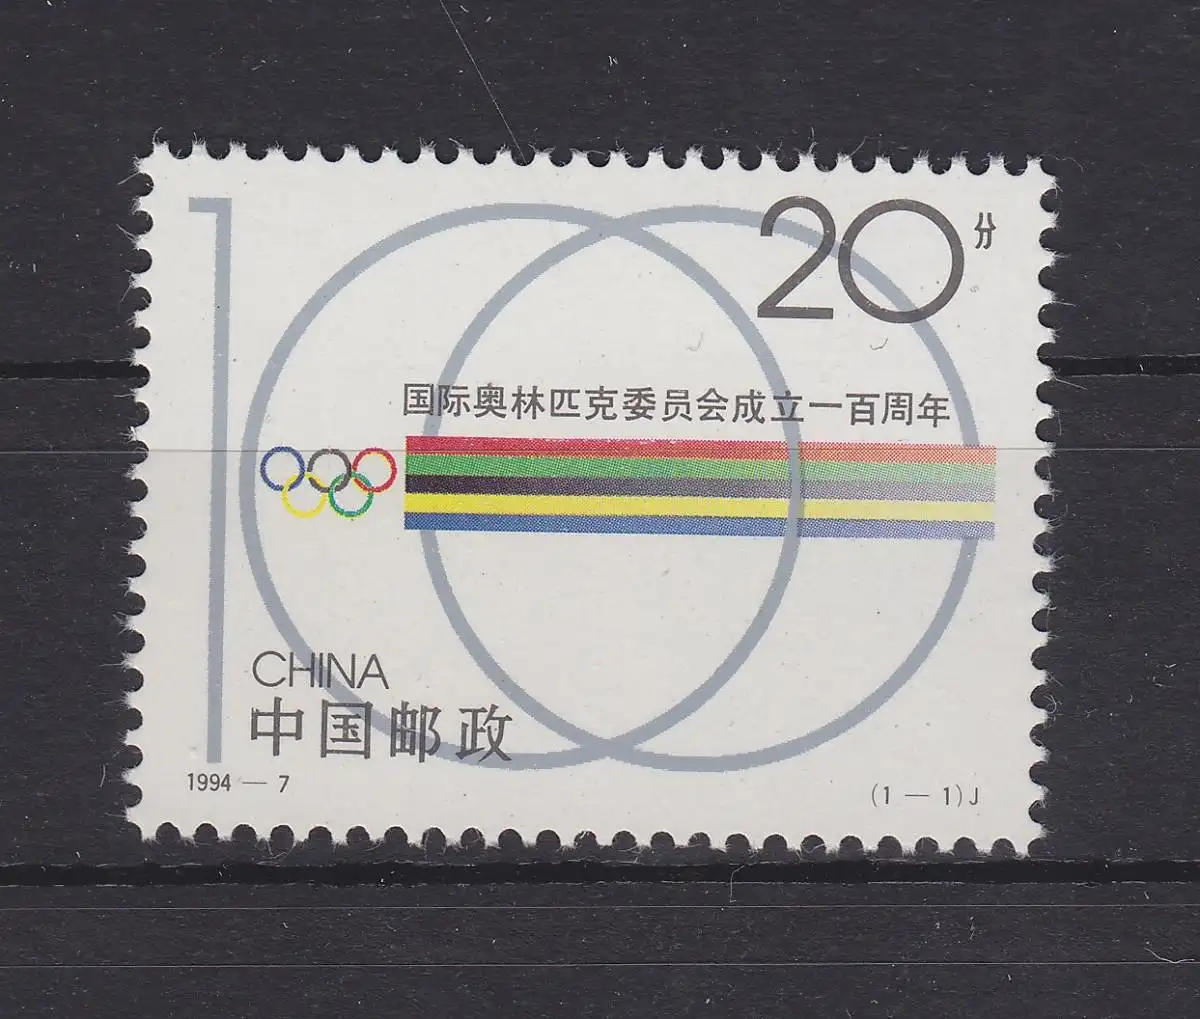 100
20分
国际奥林匹克委员会成立一百周年
CHINA
中国邮政
1994 — 7
(1 — 1)J